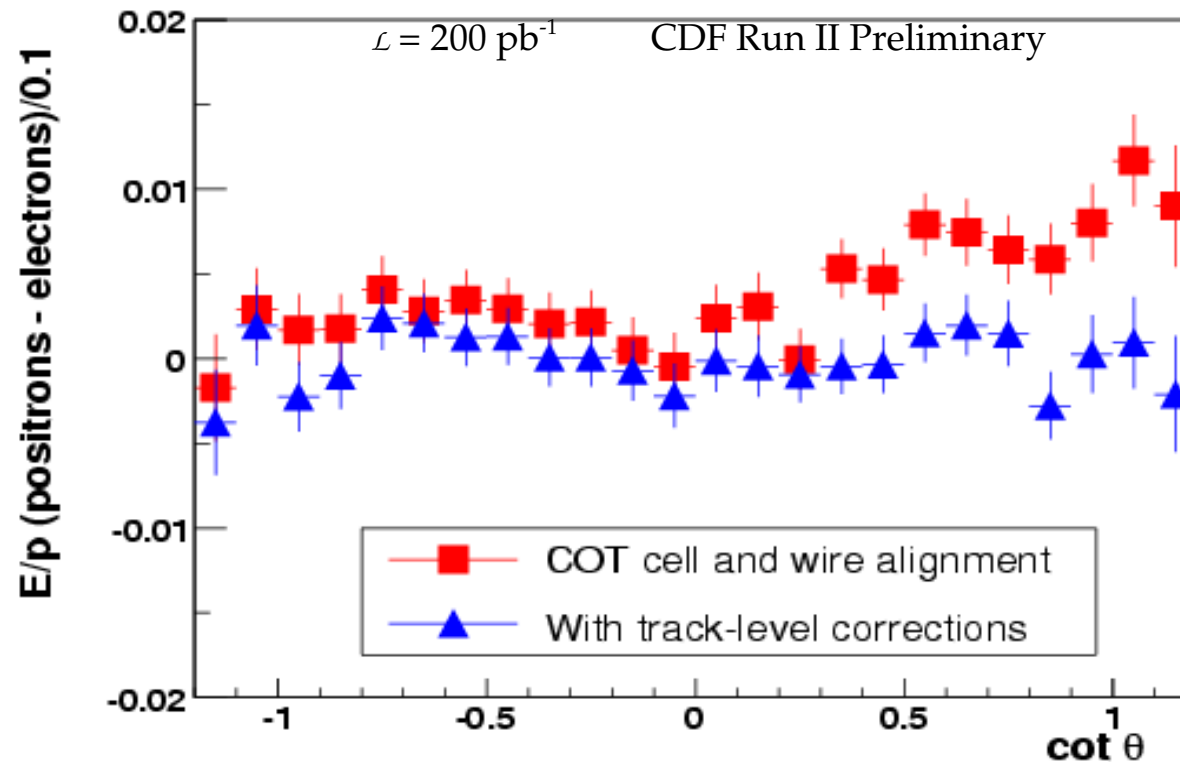 0.02
ℒ = 200 pb⁻¹ CDF Run II Preliminary
E/p (positrons - electrons)/0.1
0.01
0
-0.01
COT cell and wire alignment
With track-level corrections
-0.02
-1 -0.5 0 0.5 1
cot θ